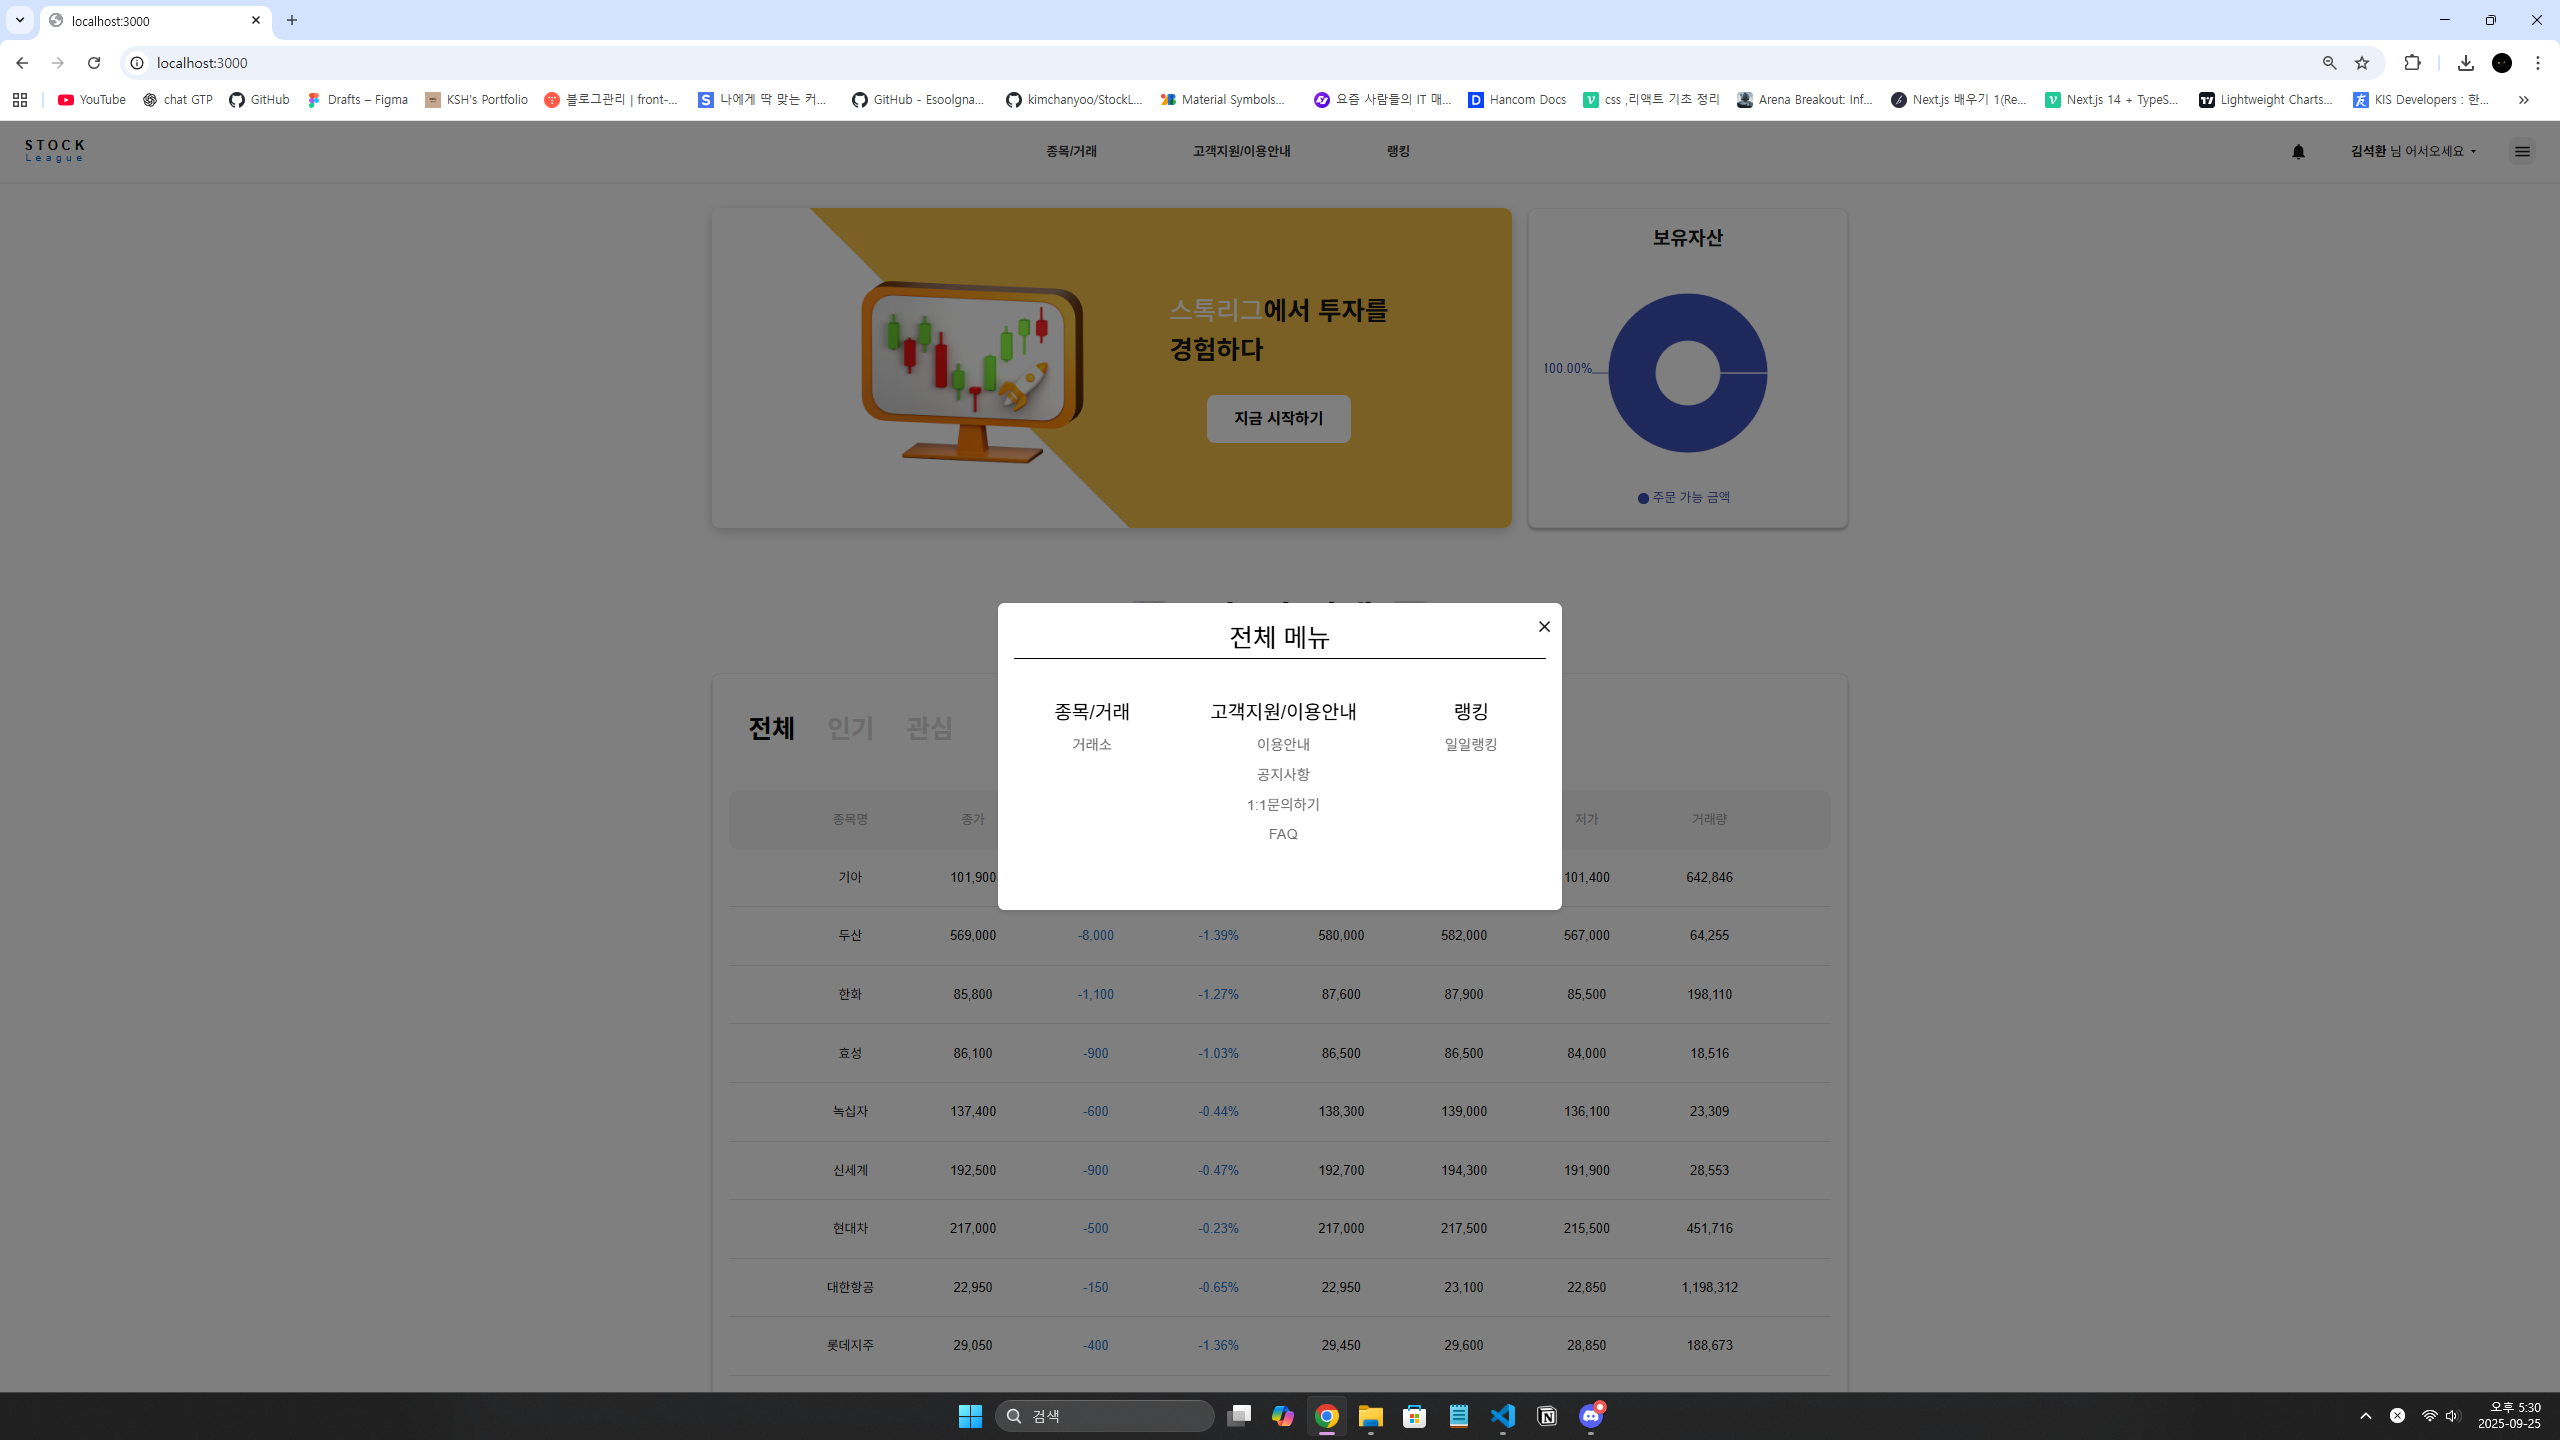 localhost:3000
localhost:3000
YouTube chat GTP GitHub Drafts – Figma KSH's Portfolio 블로그관리 | front-... 나에게 딱 맞는 커... GitHub - Esoolgna... kimchanyoo/StockL... Material Symbols... 요즘 사람들의 IT 매... Hancom Docs css ,리액트 기초 정리 Arena Breakout: Inf... Next.js 배우기 1(Re... Next.js 14 + TypeS... Lightweight Charts... KIS Developers : 한...
STOCK
League
종목/거래 고객지원/이용안내 랭킹 김석환 님 어서오세요
스톡리그에서 투자를
경험하다
지금 시작하기
보유자산
100.00%
주문 가능 금액
전체 메뉴
종목/거래 고객지원/이용안내 랭킹
거래소 이용안내 일일랭킹
공지사항
1:1문의하기
FAQ
전체 인기 관심
종목명 종가 저가 거래량
기아 101,900 101,400 642,846
두산 569,000 -8,000 -1.39% 580,000 582,000 567,000 64,255
한화 85,800 -1,100 -1.27% 87,600 87,900 85,500 198,110
효성 86,100 -900 -1.03% 86,500 86,500 84,000 18,516
녹십자 137,400 -600 -0.44% 138,300 139,000 136,100 23,309
신세계 192,500 -900 -0.47% 192,700 194,300 191,900 28,553
현대차 217,000 -500 -0.23% 217,000 217,500 215,500 451,716
대한항공 22,950 -150 -0.65% 22,950 23,100 22,850 1,198,312
롯데지주 29,050 -400 -1.36% 29,450 29,600 28,850 188,673
검색
오후 5:30
2025-09-25